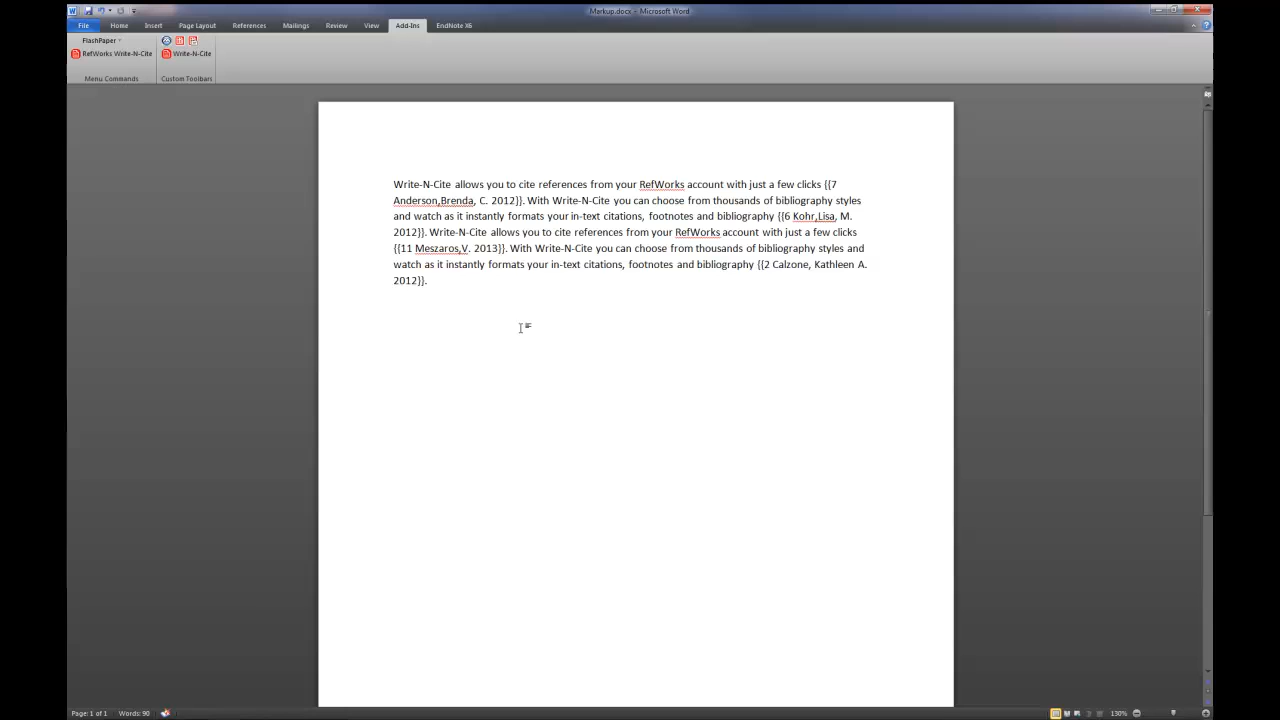 Markup.docx - Microsoft Word
File Home Insert Page Layout References Mailings Review View Add-Ins EndNote X6
FlashPaper
RefWorks Write-N-Cite Write-N-Cite
Menu Commands Custom Toolbars
Write-N-Cite allows you to cite references from your RefWorks account with just a few clicks {{7
Anderson,Brenda, C. 2012}}. With Write-N-Cite you can choose from thousands of bibliography styles
and watch as it instantly formats your in-text citations, footnotes and bibliography {{6 Kohr,Lisa, M.
2012}}. Write-N-Cite allows you to cite references from your RefWorks account with just a few clicks
{{11 Meszaros,V. 2013}}. With Write-N-Cite you can choose from thousands of bibliography styles and
watch as it instantly formats your in-text citations, footnotes and bibliography {{2 Calzone, Kathleen A.
2012}}.
Page: 1 of 1 Words: 90 130%